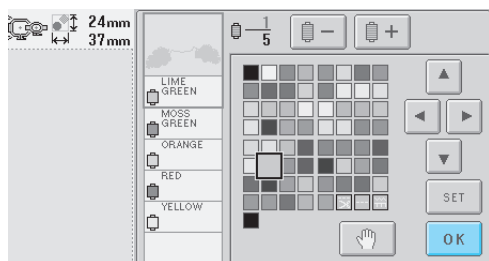 24mm
37mm
1
5
−
+
LIME
GREEN
MOSS
GREEN
ORANGE
RED
YELLOW
SET
OK